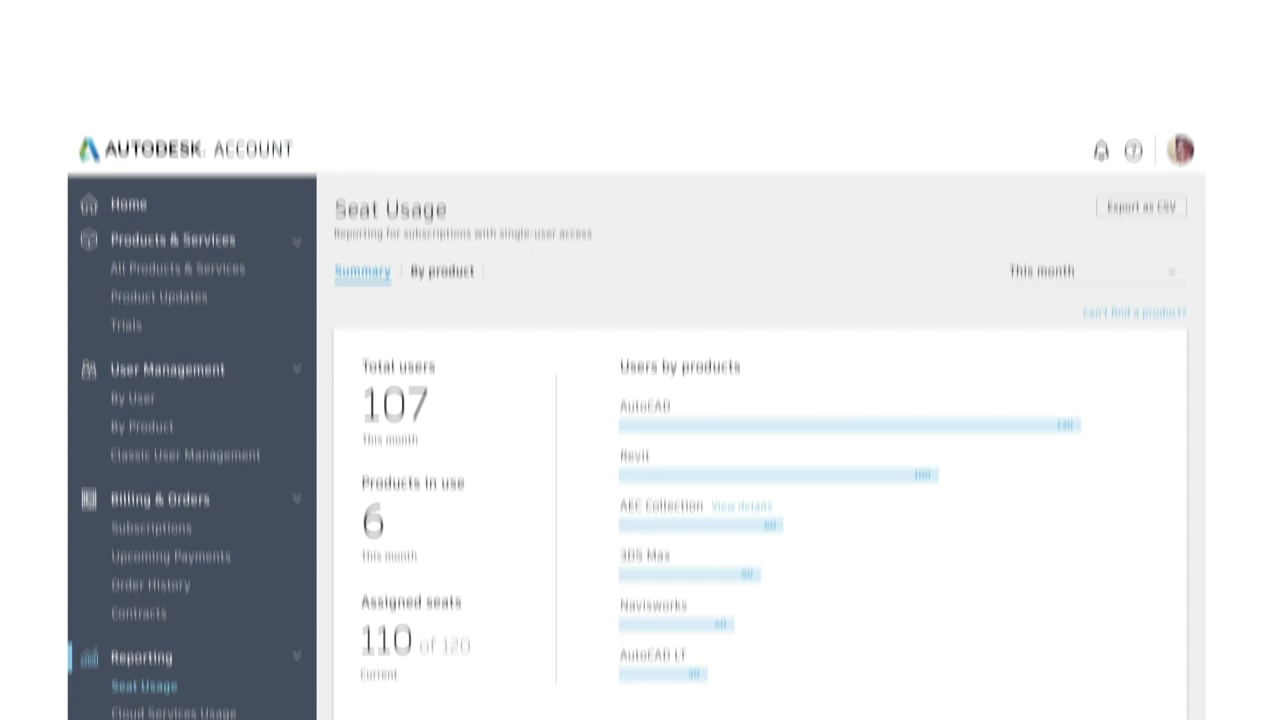 AUTODESK. ACCOUNT
Home
Products & Services
All Products & Services
Product Updates
Trials
User Management
By User
By Product
Classic User Management
Billing & Orders
Subscriptions
Upcoming Payments
Order History
Contracts
Reporting
Seat Usage
Cloud Services Usage
Seat Usage
Export as CSV
Reporting for subscriptions with single-user access
Summary
By product
This month
Can't find a product?
Total users
107
This month
Products in use
6
This month
Assigned seats
110 of 120
Current
Users by products
AutoCAD
Revit
100
AEC Collection View details
60
3DS Max
50
Navisworks
AutoCAD LT
30